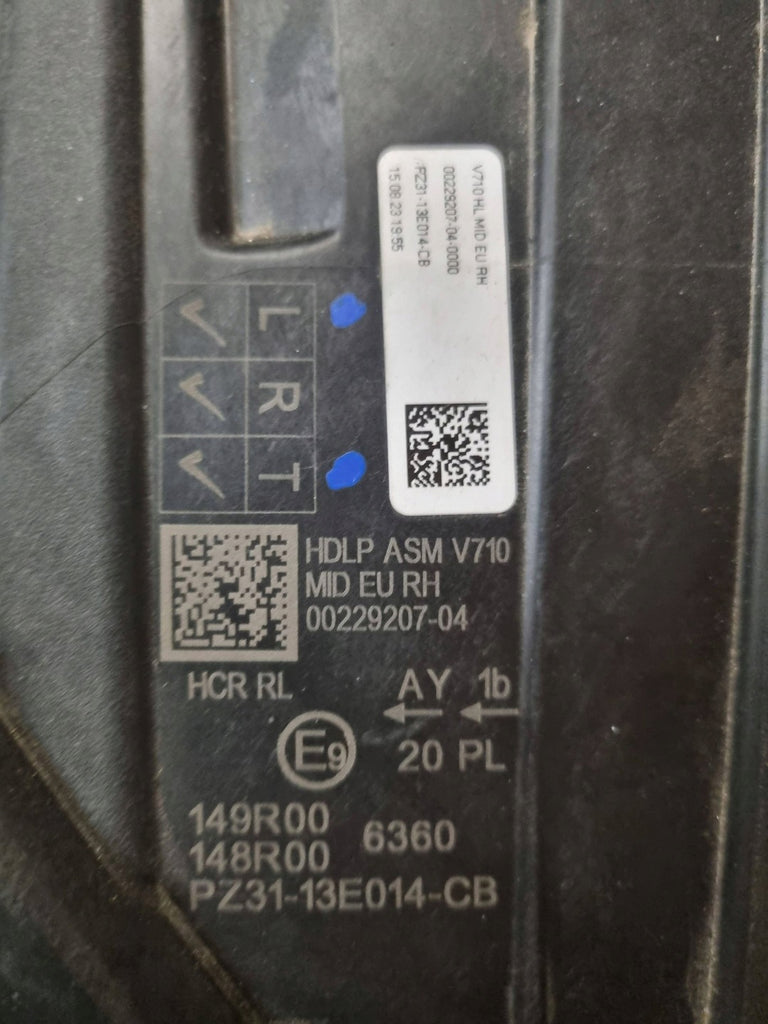 V710 HL MID EU RH
00229207-04-0000
PZ31-13E014-CB
15 08 23 19:55
L
R
T
HDLP ASM V710
MID EU RH
00229207-04
HCR RL
AY 1b
E9
20 PL
149R00
148R00
6360
PZ31-13E014-CB